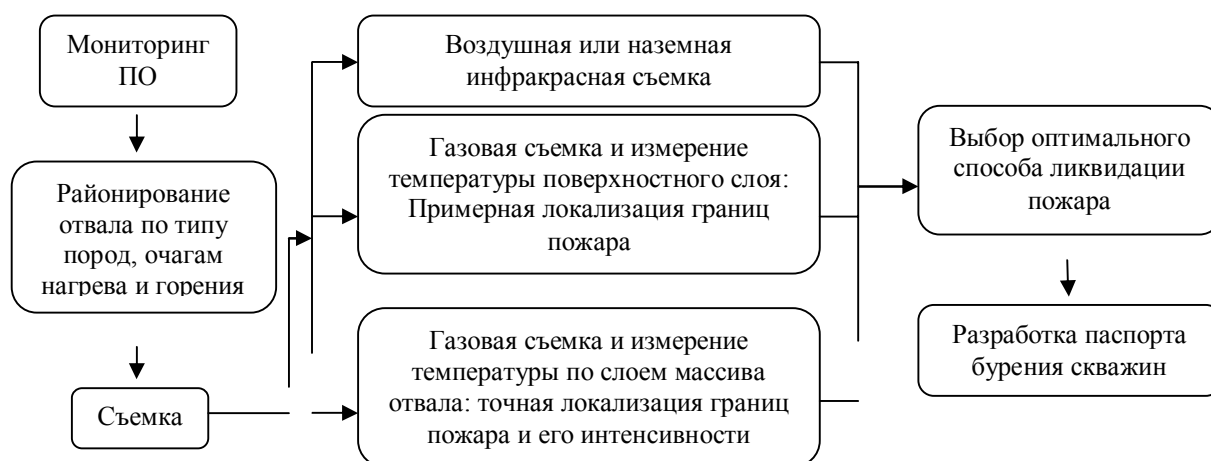 Мониторинг
ПО
Районирование
отвала по типу
пород, очагам
нагрева и горения
Съемка
Воздушная или наземная
инфракрасная съемка
Газовая съемка и измерение
температуры поверхностного слоя:
Примерная локализация границ
пожара
Газовая съемка и измерение
температуры по слоем массива
отвала: точная локализация границ
пожара и его интенсивности
Выбор оптимального
способа ликвидации
пожара
Разработка паспорта
бурения скважин